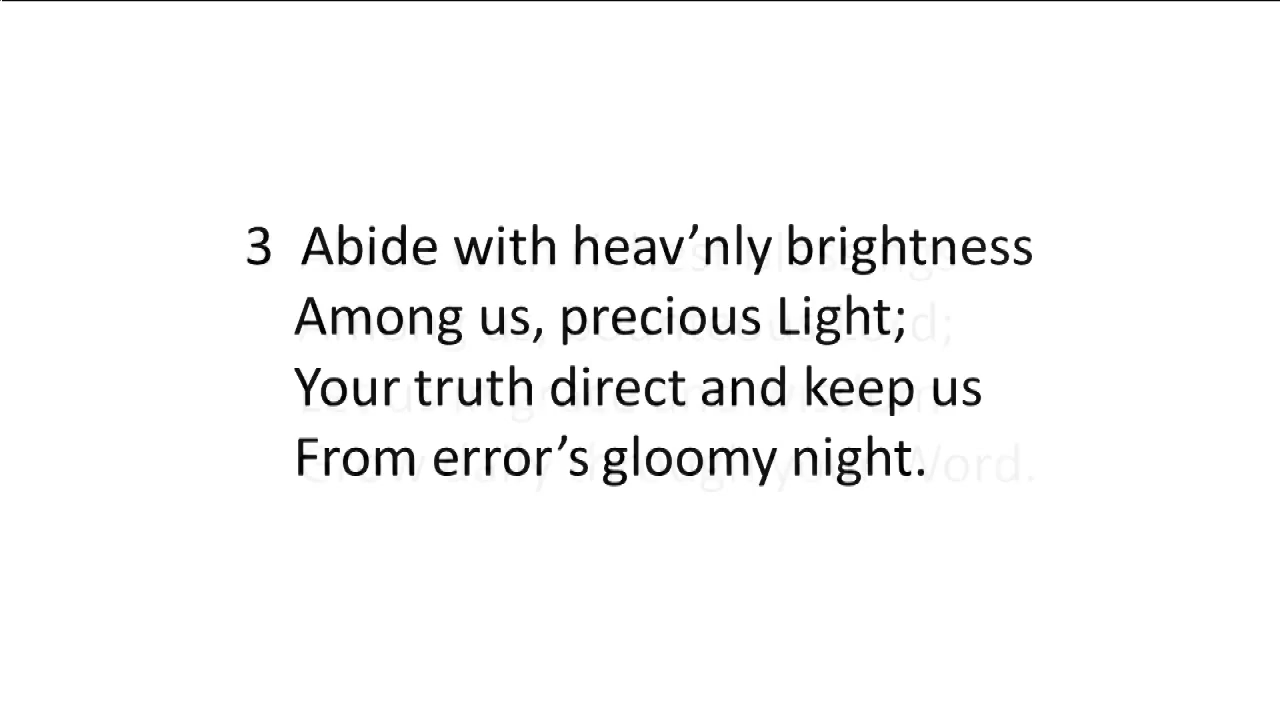 3 Abide with heav’nly brightness
Among us, precious Light;
Your truth direct and keep us
From error’s gloomy night.